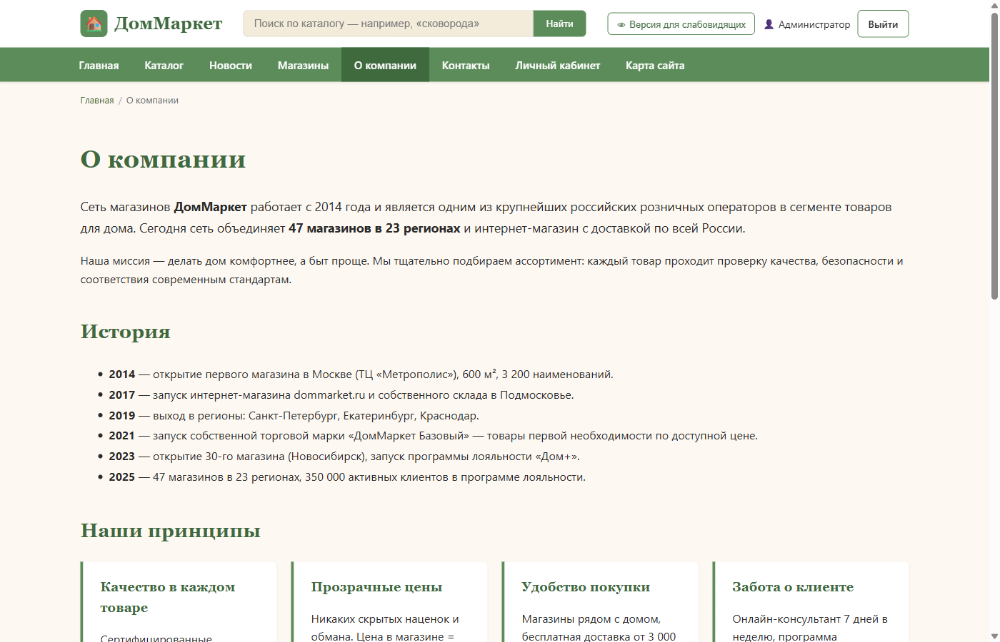 ДомМаркет
Поиск по каталогу — например, «сковорода»
Найти
Версия для слабовидящих
Администратор
Выйти
Главная
Каталог
Новости
Магазины
О компании
Контакты
Личный кабинет
Карта сайта
Главная / О компании
О компании
Сеть магазинов ДомМаркет работает с 2014 года и является одним из крупнейших российских розничных операторов в сегменте товаров
для дома. Сегодня сеть объединяет 47 магазинов в 23 регионах и интернет-магазин с доставкой по всей России.
Наша миссия — делать дом комфортнее, а быт проще. Мы тщательно подбираем ассортимент: каждый товар проходит проверку качества, безопасности и
соответствия современным стандартам.
История
• 2014 — открытие первого магазина в Москве (ТЦ «Метрополис»), 600 м², 3 200 наименований.
• 2017 — запуск интернет-магазина dommarket.ru и собственного склада в Подмосковье.
• 2019 — выход в регионы: Санкт-Петербург, Екатеринбург, Краснодар.
• 2021 — запуск собственной торговой марки «ДомМаркет Базовый» — товары первой необходимости по доступной цене.
• 2023 — открытие 30-го магазина (Новосибирск), запуск программы лояльности «Дом+».
• 2025 — 47 магазинов в 23 регионах, 350 000 активных клиентов в программе лояльности.
Наши принципы
Качество в каждом
товаре
Сертифицированные
Прозрачные цены
Никаких скрытых наценок и
обмана. Цена в магазине =
Удобство покупки
Магазины рядом с домом,
бесплатная доставка от 3 000
Забота о клиенте
Онлайн-консультант 7 дней в
неделю, программа